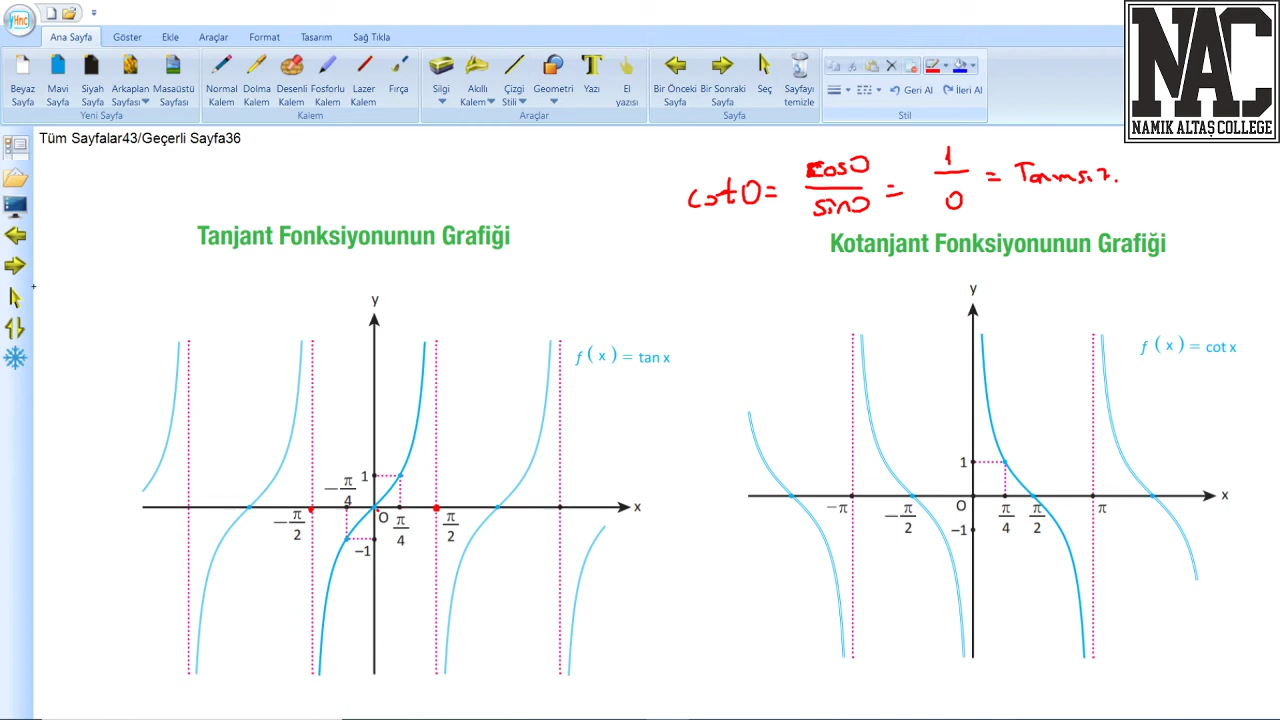 Ana Sayfa Göster Ekle Araçlar Format Tasarım Sağ Tıkla
Beyaz Sayfa Mavi Sayfa Siyah Sayfa Arkaplan Sayfası Masaüstü Sayfası
Normal Kalem Dolma Kalem Desenli Kalem Fosforlu Kalem Lazer Kalem Fırça
Silgi Akıllı Kalem Çizgi Stili Geometri Yazı El yazısı
Bir Önceki Sayfa Bir Sonraki Sayfa Seç Sayfayı temizle
Geri Al İleri Al
Yeni Sayfa Kalem Araçlar Sayfa Stil
NAC
NAMIK ALTAŞ COLLEGE
Tüm Sayfalar43/Geçerli Sayfa36
cot0 = cos0/sin0 = 1/0 = Tanımsız.
Tanjant Fonksiyonunun Grafiği
y
f(x) = tan x
1
−π/4
−π/2
O
π/4
π/2
x
−1
Kotanjant Fonksiyonunun Grafiği
y
f(x) = cot x
1
−π
−π/2
O
π/4
π/2
π
x
−1